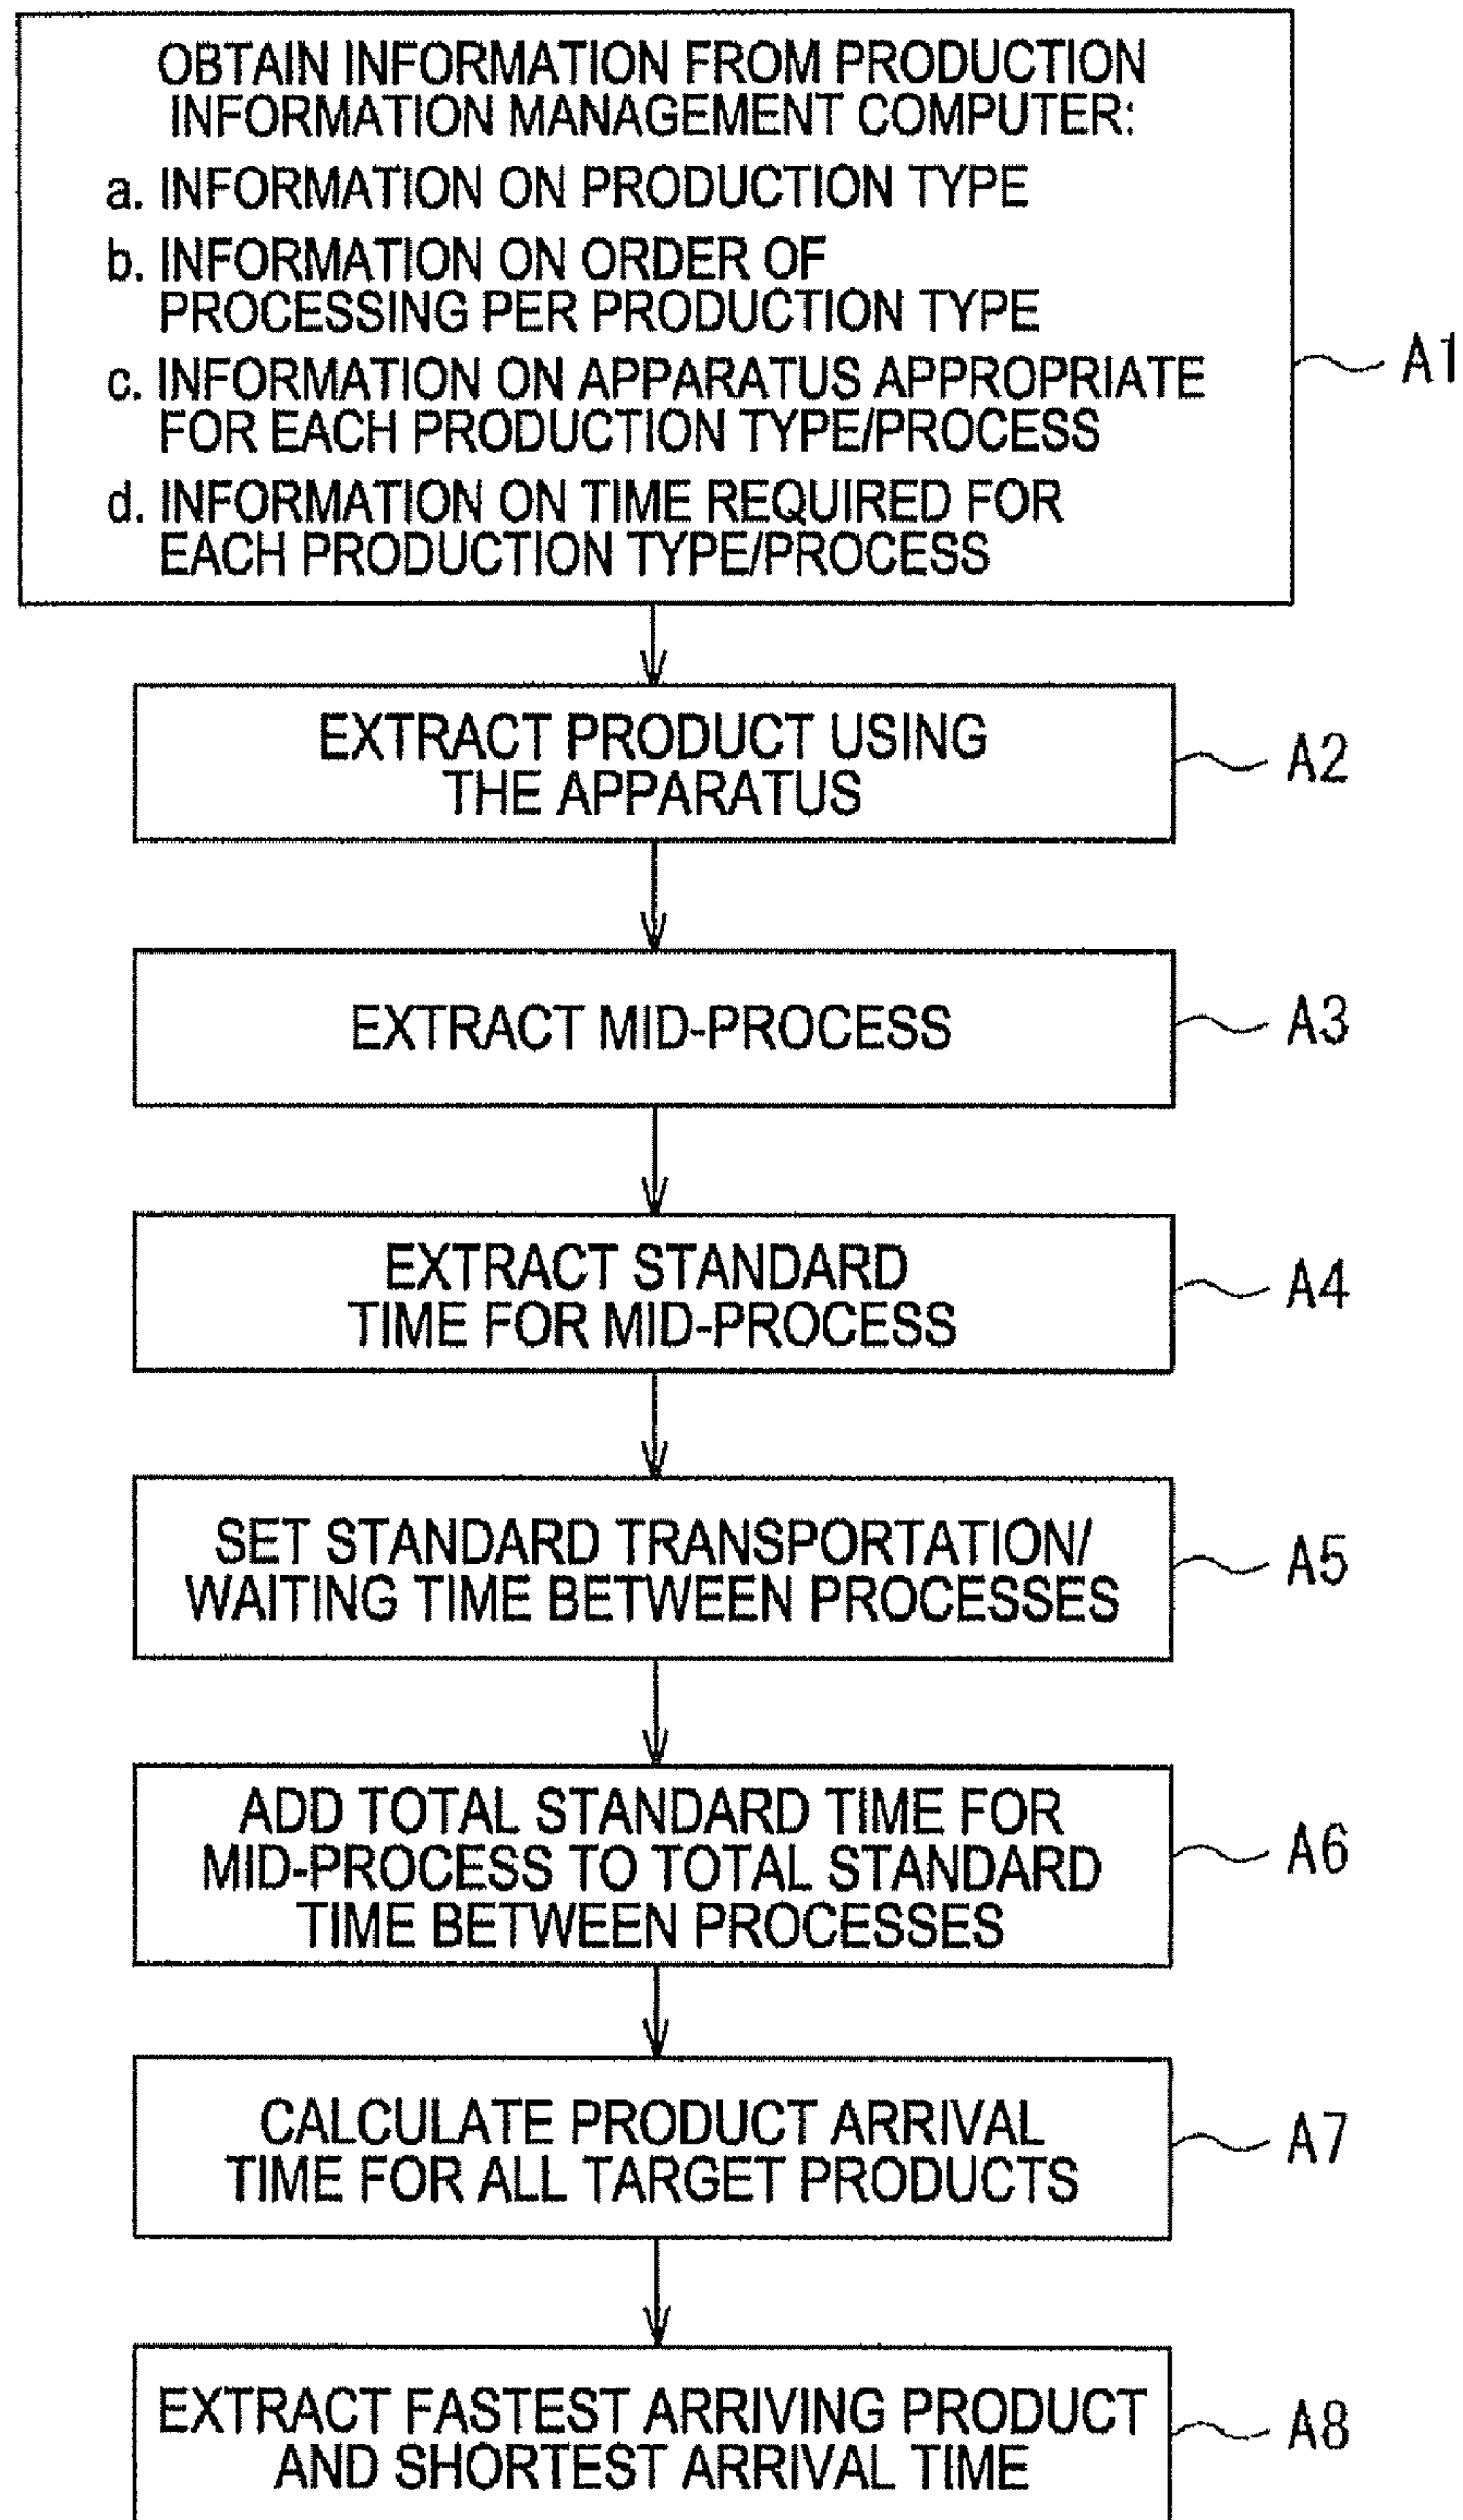 OBTAIN INFORMATION FROM PRODUCTION
INFORMATION MANAGEMENT COMPUTER:
a. INFORMATION ON PRODUCTION TYPE
b. INFORMATION ON ORDER OF
PROCESSING PER PRODUCTION TYPE
c. INFORMATION ON APPARATUS APPROPRIATE
FOR EACH PRODUCTION TYPE/PROCESS
d. INFORMATION ON TIME REQUIRED FOR
EACH PRODUCTION TYPE/PROCESS
A1
EXTRACT PRODUCT USING
THE APPARATUS
A2
EXTRACT MID-PROCESS
A3
EXTRACT STANDARD
TIME FOR MID-PROCESS
A4
SET STANDARD TRANSPORTATION/
WAITING TIME BETWEEN PROCESSES
A5
ADD TOTAL STANDARD TIME FOR
MID-PROCESS TO TOTAL STANDARD
TIME BETWEEN PROCESSES
A6
CALCULATE PRODUCT ARRIVAL
TIME FOR ALL TARGET PRODUCTS
A7
EXTRACT FASTEST ARRIVING PRODUCT
AND SHORTEST ARRIVAL TIME
A8